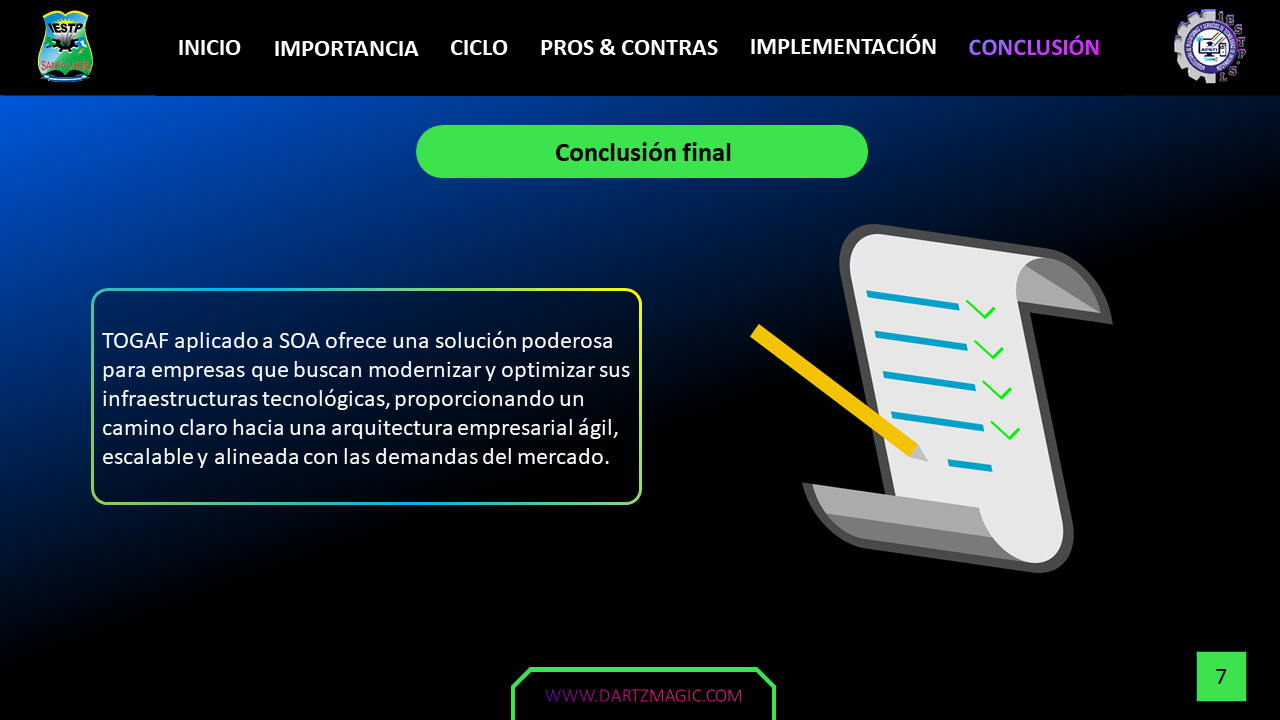 IESTP
INICIO
IMPORTANCIA
CICLO
PROS & CONTRAS
IMPLEMENTACIÓN
CONCLUSIÓN
Conclusión final
TOGAF aplicado a SOA ofrece una solución poderosa
para empresas que buscan modernizar y optimizar sus
infraestructuras tecnológicas, proporcionando un
camino claro hacia una arquitectura empresarial ágil,
escalable y alineada con las demandas del mercado.
WWW.DARTZMAGIC.COM
7